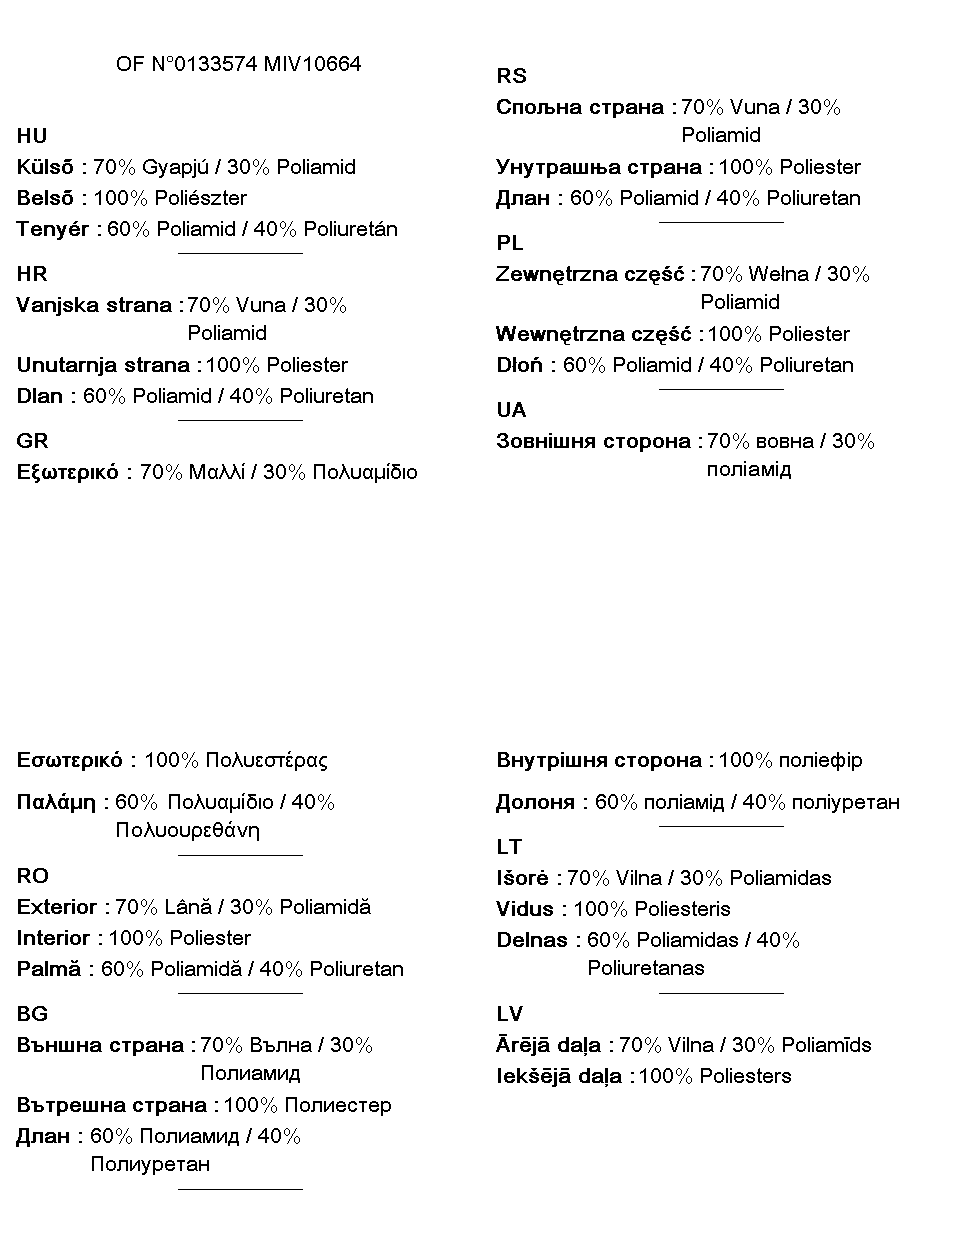 OF N°0133574 MIV10664
HU
Külsõ : 70% Gyapjú / 30% Poliamid
Belsõ : 100% Poliészter
Tenyér : 60% Poliamid / 40% Poliuretán
HR
Vanjska strana : 70% Vuna / 30%
Poliamid
Unutarnja strana : 100% Poliester
Dlan : 60% Poliamid / 40% Poliuretan
GR
Εξωτερικό : 70% Μαλλί / 30% Πολυαμίδιο
Εσωτερικό : 100% Πολυεστέρας
Παλάμη : 60% Πολυαμίδιο / 40%
Πολυουρεθάνη
RO
Exterior : 70% Lână / 30% Poliamidă
Interior : 100% Poliester
Palmă : 60% Poliamidă / 40% Poliuretan
BG
Външна страна : 70% Вълна / 30%
Полиамид
Вътрешна страна : 100% Полиестер
Длан : 60% Полиамид / 40%
Полиуретан
RS
Спољна страна : 70% Vuna / 30%
Poliamid
Унутрашња страна : 100% Poliester
Длан : 60% Poliamid / 40% Poliuretan
PL
Zewnętrzna część : 70% Wełna / 30%
Poliamid
Wewnętrzna część : 100% Poliester
Dłoń : 60% Poliamid / 40% Poliuretan
UA
Зовнішня сторона : 70% вовна / 30%
поліамід
Внутрішня сторона : 100% поліефір
Долоня : 60% поліамід / 40% поліуретан
LT
Išorė : 70% Vilna / 30% Poliamidas
Vidus : 100% Poliesteris
Delnas : 60% Poliamidas / 40%
Poliuretanas
LV
Ārējā daļa : 70% Vilna / 30% Poliamīds
Iekšējā daļa : 100% Poliesters